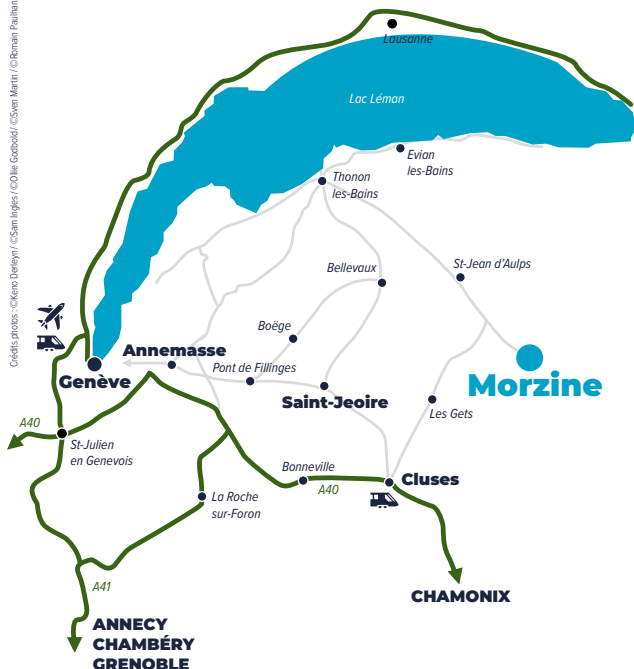 Crédits photos : ©Keno Derleyn / ©Sam Ingles / ©Ollie Godbold / ©Sven Martin / ©Romain Paulhan
Lausanne
Lac Léman
Evian
les-Bains
Thonon
les-Bains
Bellevaux
St-Jean d'Aulps
Boëge
Annemasse
Pont de Fillinges
Genève
Morzine
Saint-Jeoire
Les Gets
A40
St-Julien
en Genevois
Bonneville
A40
Cluses
La Roche
sur-Foron
A41
CHAMONIX
ANNECY
CHAMBÉRY
GRENOBLE